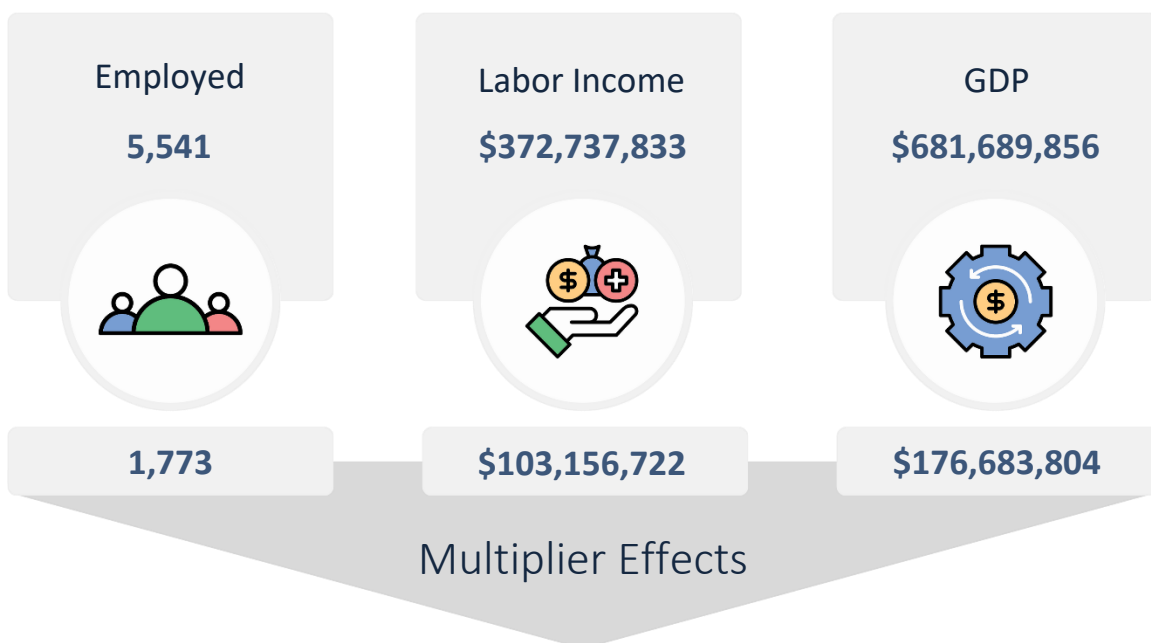 Employed
5,541
Labor Income
$372,737,833
GDP
$681,689,856
$
$
1,773
$103,156,722
$176,683,804
Multiplier Effects